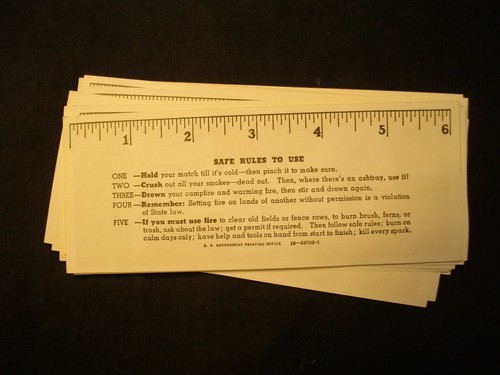 1 2 3 4 5 6
SAFE RULES TO USE
ONE —Hold your match till it's cold—then pinch it to make sure.
TWO —Crush out all your smokes—dead out. Then, where there's an ashtray, use it!
THREE—Drown your campfire and warming fire, then stir and drown again.
FOUR—Remember: Setting fire on lands of another without permission is a violation
of State law.
FIVE —If you must use fire to clear old fields or fence rows, to burn brush, ferns, or
trash, ask about the law; get a permit if required. Then follow safe rules; burn on
calm days only; have help and tools on hand from start to finish; kill every spark.
U. S. GOVERNMENT PRINTING OFFICE 16—63750-1